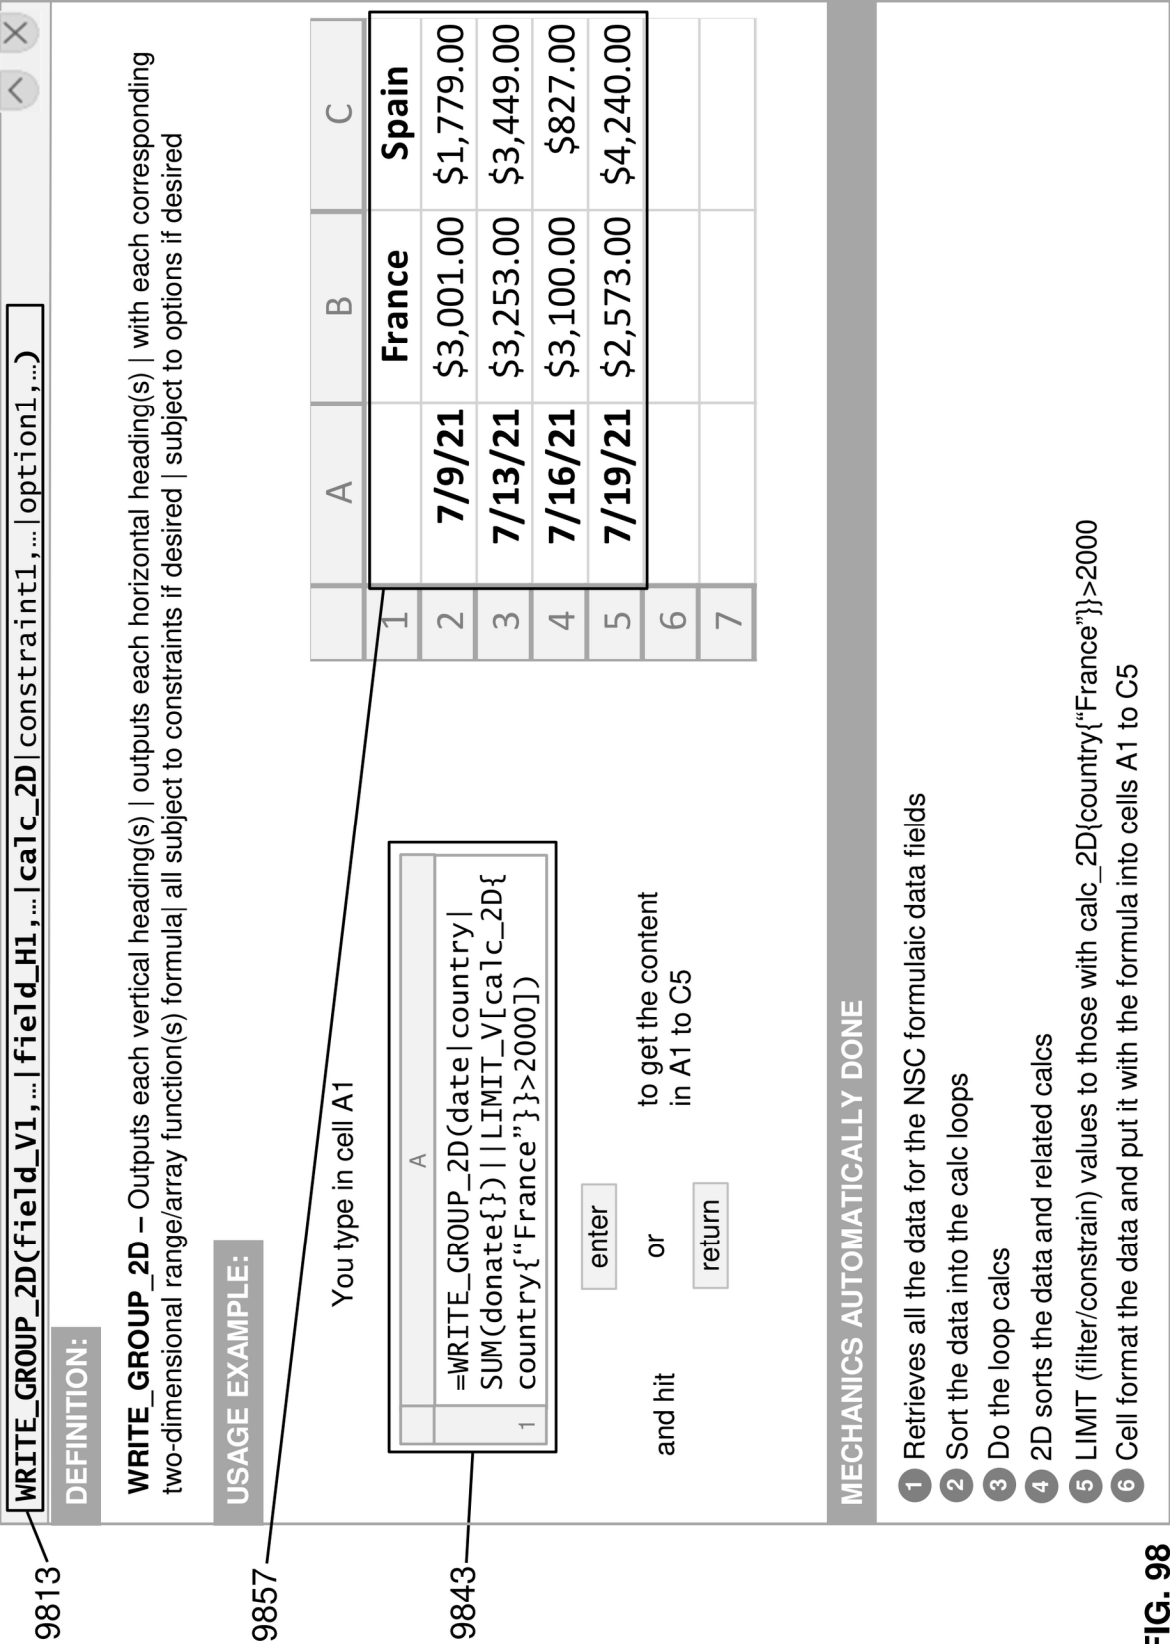 WRITE_GROUP_2D(field_V1,…|field_H1,…|calc_2D|constraint1,…|option1,…)
9813
DEFINITION:
WRITE_GROUP_2D – Outputs each vertical heading(s) | outputs each horizontal heading(s) | with each corresponding
two-dimensional range/array function(s) formula| all subject to constraints if desired | subject to options if desired
USAGE EXAMPLE:
9857
You type in cell A1
9843
A
1
=WRITE_GROUP_2D(date|country|
SUM(donate{})||LIMIT_V[calc_2D{
country{“France”}}>2000])
and hit
enter
or
return
to get the content
in A1 to C5
A B C
1 France Spain
2 7/9/21 $3,001.00 $1,779.00
3 7/13/21 $3,253.00 $3,449.00
4 7/16/21 $3,100.00 $827.00
5 7/19/21 $2,573.00 $4,240.00
6
7
MECHANICS AUTOMATICALLY DONE
1 Retrieves all the data for the NSC formulaic data fields
2 Sort the data into the calc loops
3 Do the loop calcs
4 2D sorts the data and related calcs
5 LIMIT (filter/constrain) values to those with calc_2D{country{“France”}}>2000
6 Cell format the data and put it with the formula into cells A1 to C5
FIG. 98